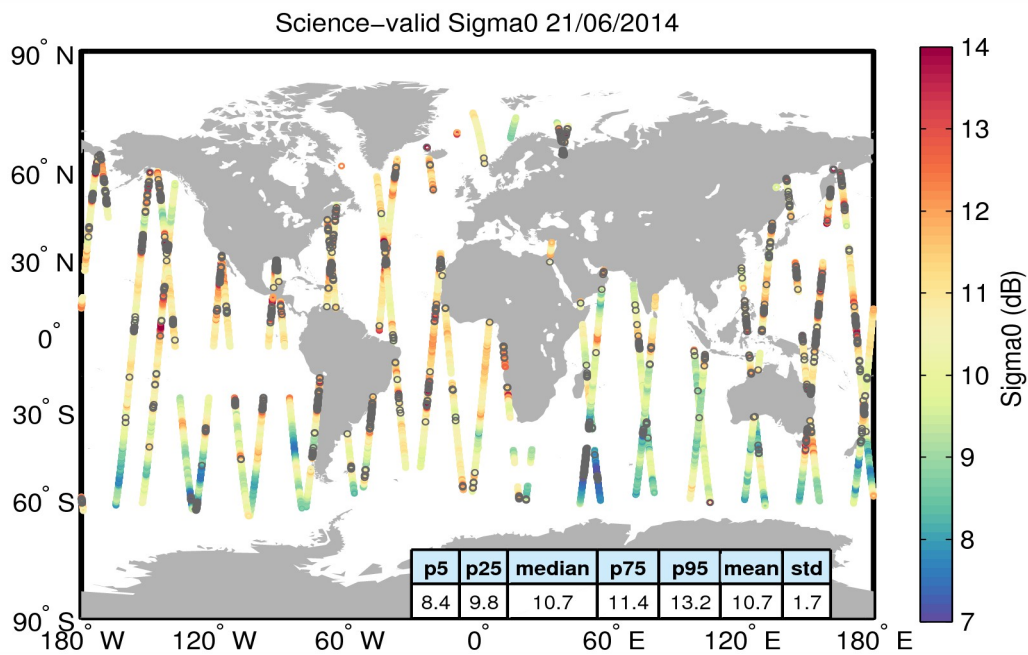 Science−valid Sigma0 21/06/2014
90° N
60° N
30° N
0°
30° S
60° S
90° S
180° W
120° W
60° W
0°
60° E
120° E
180° E
p5 p25 median p75 p95 mean std
8.4 9.8 10.7 11.4 13.2 10.7 1.7
14
13
12
11
10
9
8
7
Sigma0 (dB)